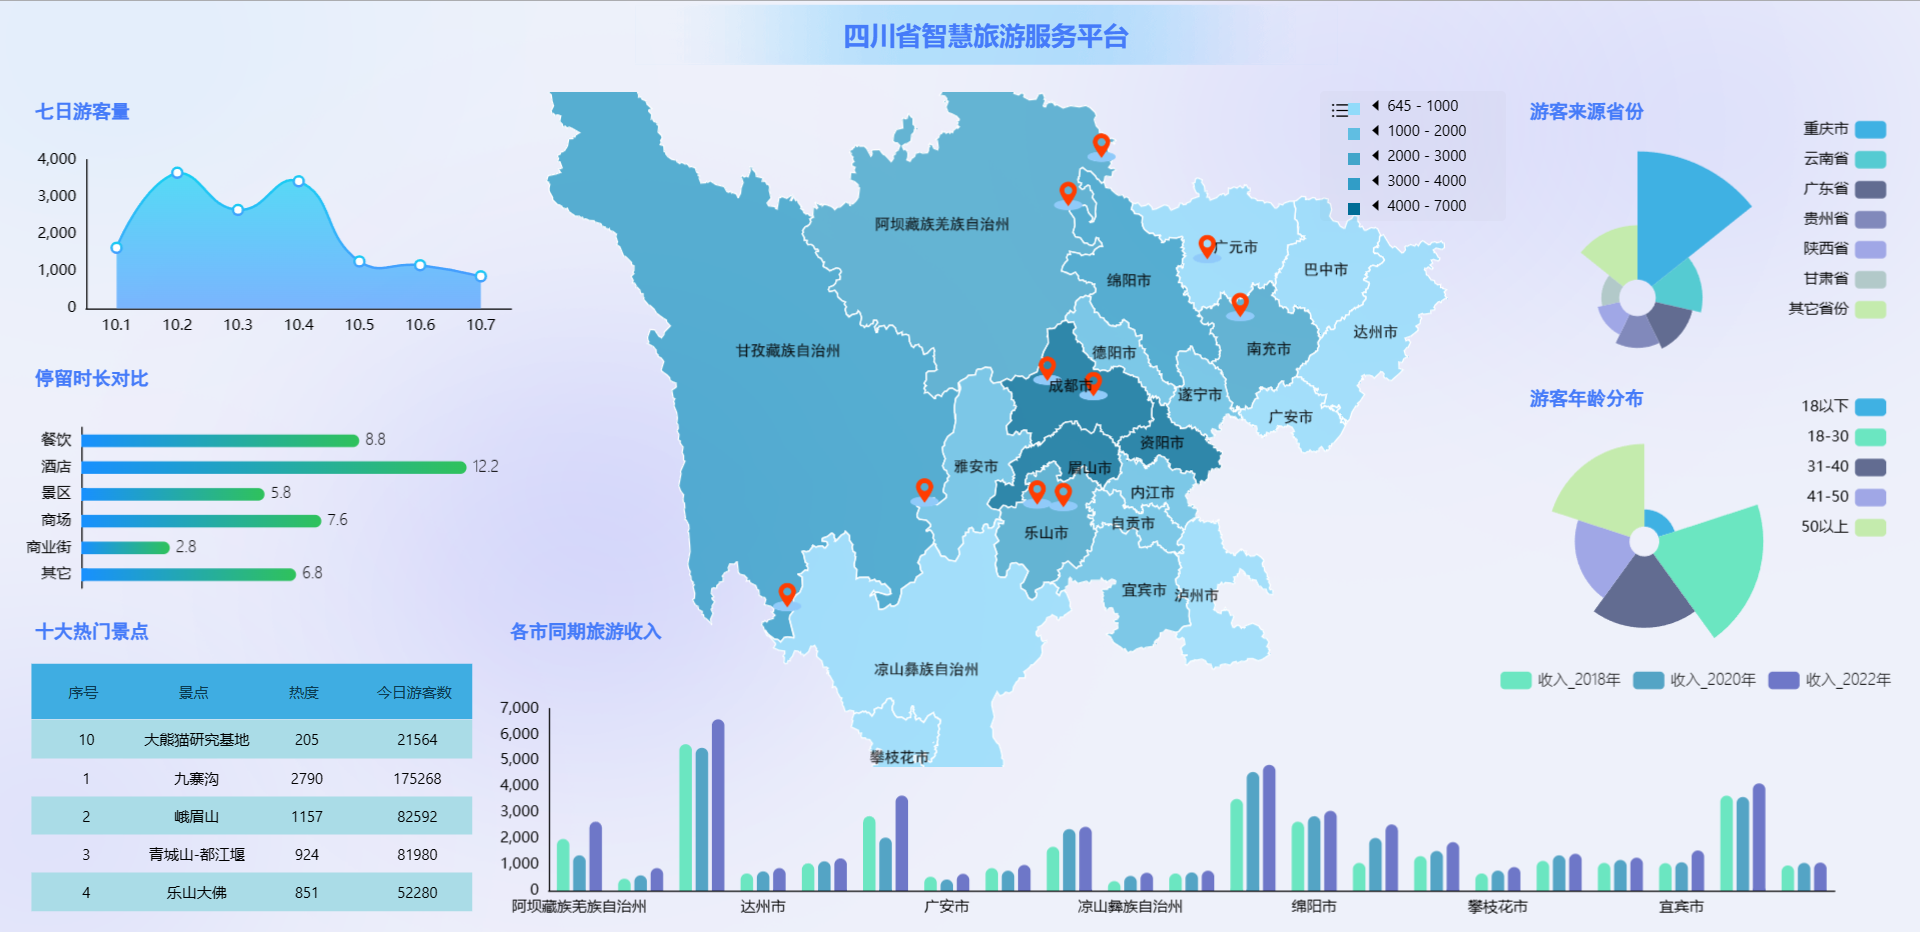 四川省智慧旅游服务平台
七日游客量
4,000
3,000
2,000
1,000
0
10.1 10.2 10.3 10.4 10.5 10.6 10.7
停留时长对比
餐饮 8.8
酒店 12.2
景区 5.8
商场 7.6
商业街 2.8
其它 6.8
十大热门景点
序号 景点 热度 今日游客数
10 大熊猫研究基地 205 21564
1 九寨沟 2790 175268
2 峨眉山 1157 82592
3 青城山-都江堰 924 81980
4 乐山大佛 851 52280
645 - 1000
1000 - 2000
2000 - 3000
3000 - 4000
4000 - 7000
阿坝藏族羌族自治州
广元市
巴中市
绵阳市
达州市
南充市
甘孜藏族自治州
德阳市
成都市
遂宁市
广安市
资阳市
雅安市
眉山市
内江市
自贡市
乐山市
宜宾市
泸州市
凉山彝族自治州
攀枝花市
各市同期旅游收入
收入_2018年 收入_2020年 收入_2022年
7,000
6,000
5,000
4,000
3,000
2,000
1,000
0
阿坝藏族羌族自治州 达州市 广安市 凉山彝族自治州 绵阳市 攀枝花市 宜宾市
游客来源省份
重庆市
云南省
广东省
贵州省
陕西省
甘肃省
其它省份
游客年龄分布
18以下
18-30
31-40
41-50
50以上